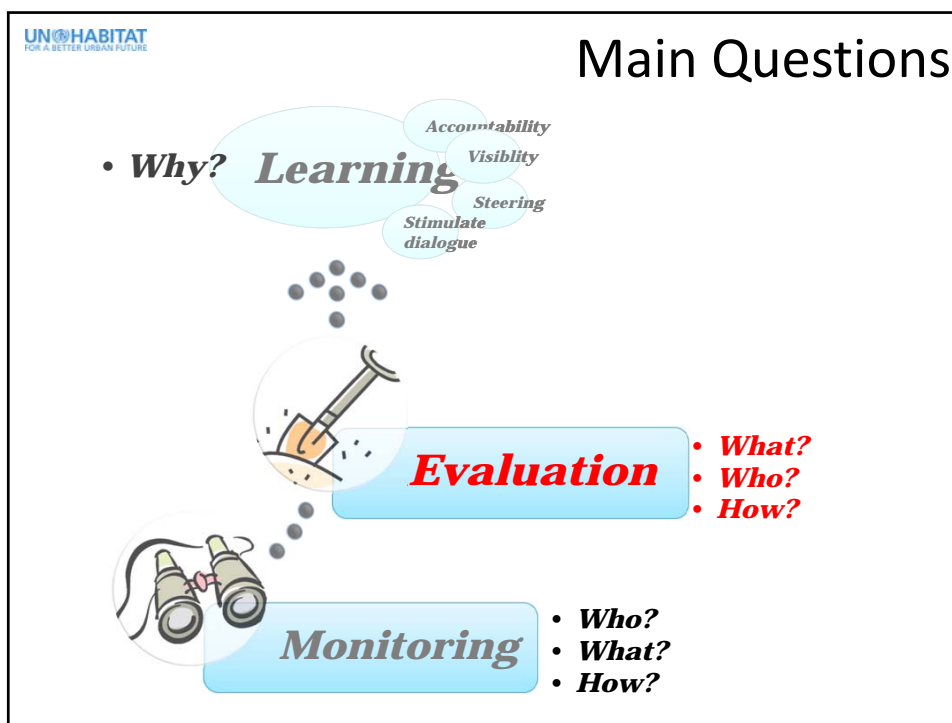 UN HABITAT
FOR A BETTER URBAN FUTURE
Main Questions
• Why?
Learning
Accountability
Visiblity
Steering
Stimulate
dialogue
Evaluation
• What?
• Who?
• How?
Monitoring
• Who?
• What?
• How?